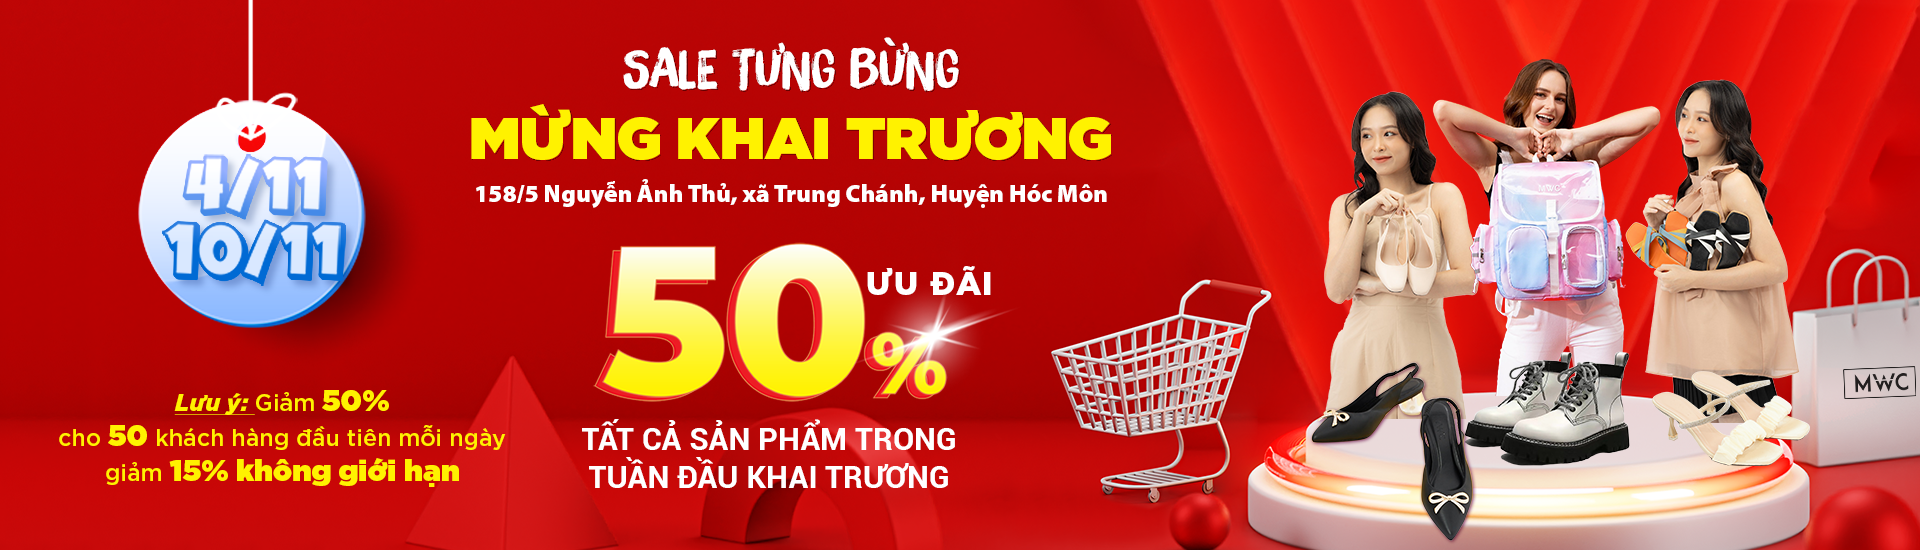 4/11
10/11
SALE TƯNG BỪNG
MỪNG KHAI TRƯƠNG
158/5 Nguyễn Ảnh Thủ, xã Trung Chánh, Huyện Hóc Môn
50%
ƯU ĐÃI
TẤT CẢ SẢN PHẨM TRONG
TUẦN ĐẦU KHAI TRƯƠNG
Lưu ý: Giảm 50%
cho 50 khách hàng đầu tiên mỗi ngày
giảm 15% không giới hạn
MWC
MWC